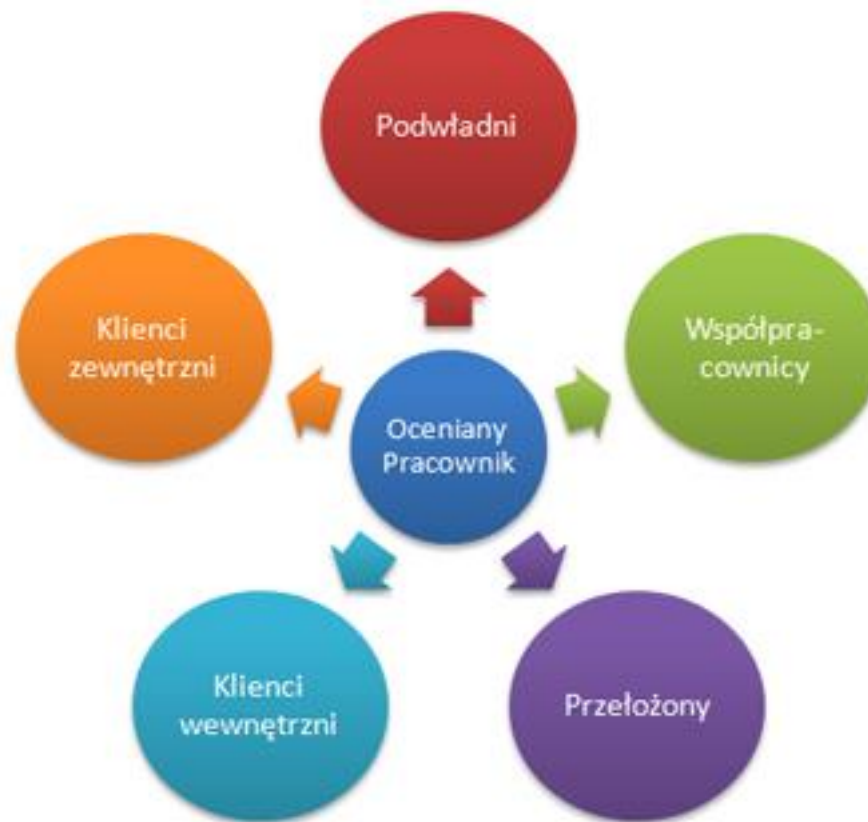 Podwładni
Klienci
zewnętrzni
Współpra-
cownicy
Oceniany
Pracownik
Klienci
wewnętrzni
Przełożony